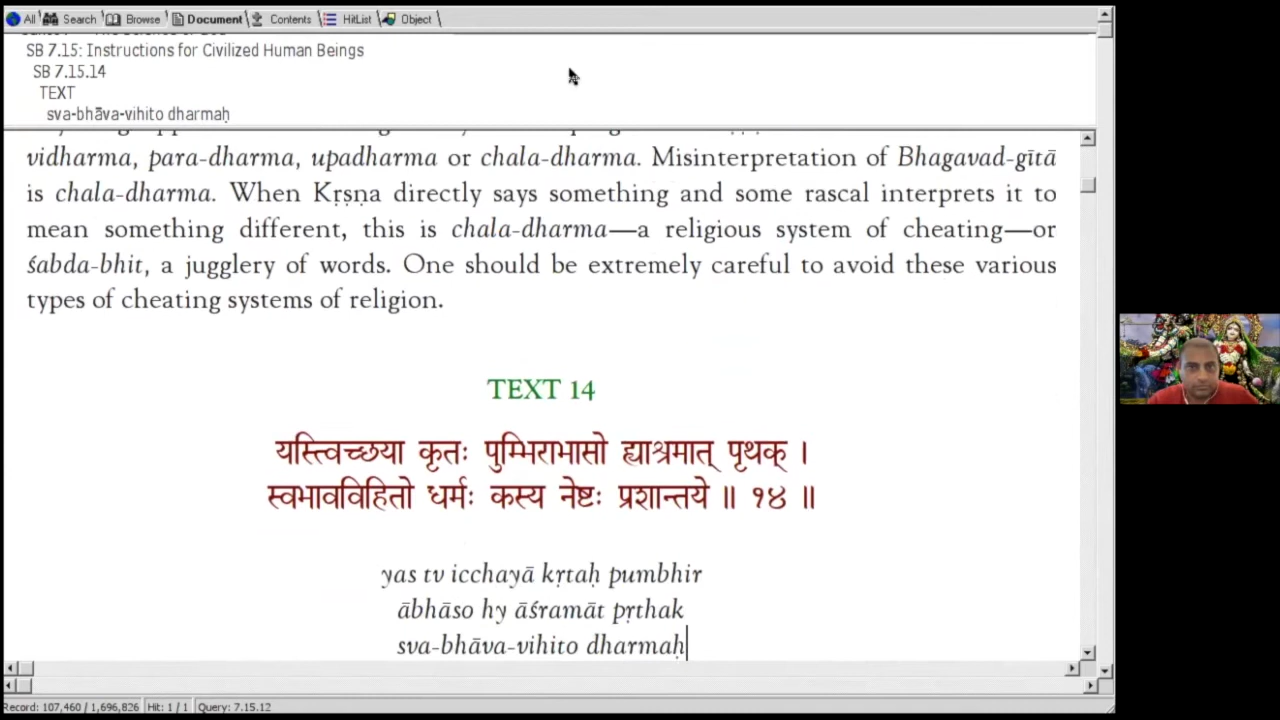 All Search Browse Document Contents HitList Object
SB 7.15: Instructions for Civilized Human Beings
SB 7.15.14
TEXT
sva-bhāva-vihito dharmaḥ
vidharma, para-dharma, upadharma or chala-dharma. Misinterpretation of Bhagavad-gītā
is chala-dharma. When Kṛṣṇa directly says something and some rascal interprets it to
mean something different, this is chala-dharma—a religious system of cheating—or
śabda-bhit, a jugglery of words. One should be extremely careful to avoid these various
types of cheating systems of religion.
TEXT 14
यस्त्विच्छया कृतः पुम्भिराभासो ह्याश्रमात् पृथक् ।
स्वभावविहितो धर्मः कस्य नेष्टः प्रशान्तये ॥ १४ ॥
yas tv icchayā kṛtaḥ pumbhir
ābhāso hy āśramāt pṛthak
sva-bhāva-vihito dharmaḥ
Record: 107,460 / 1,696,826 Hit: 1 / 1 Query: 7.15.12